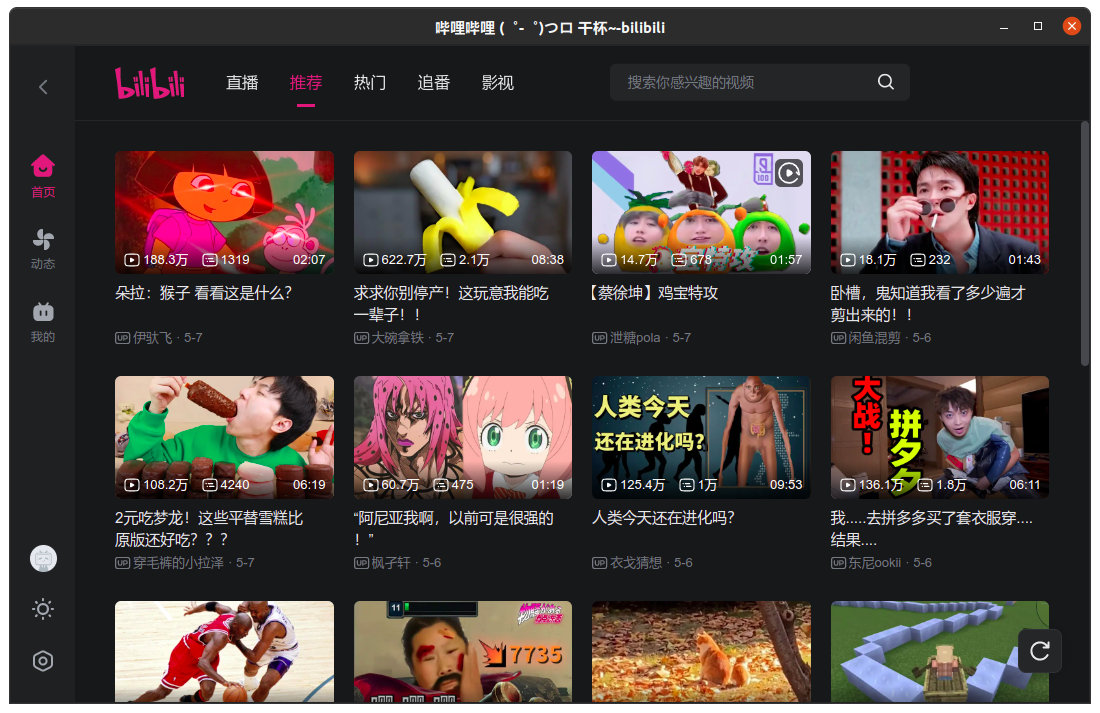 哔哩哔哩 ( ゜- ゜)つロ 干杯~-bilibili
bilibili
直播
推荐
热门
追番
影视
搜索你感兴趣的视频
首页
动态
我的
188.3万 1319 02:07
朵拉：猴子 看看这是什么？
UP 伊驮飞 · 5-7
622.7万 2.1万 08:38
求求你别停产！这玩意我能吃
一辈子！！
UP 大碗拿铁 · 5-7
100
14.7万 678 01:57
【蔡徐坤】鸡宝特攻
UP 泄糖pola · 5-7
18.1万 232 01:43
卧槽，鬼知道我看了多少遍才
剪出来的！！
UP 闲鱼混剪 · 5-6
108.2万 4240 06:19
2元吃梦龙！这些平替雪糕比
原版还好吃？？？
UP 穿毛裤的小拉泽 · 5-7
60.7万 475 01:19
“阿尼亚我啊，以前可是很强的
！”
UP 枫孑轩 · 5-6
人类今天
还在进化吗?
125.4万 1万 09:53
人类今天还在进化吗？
UP 衣戈猜想 · 5-6
大战！
拼夕夕
136.1万 1.8万 06:11
我.....去拼多多买了套衣服穿....
结果....
UP 东尼ookii · 5-6
11
7735